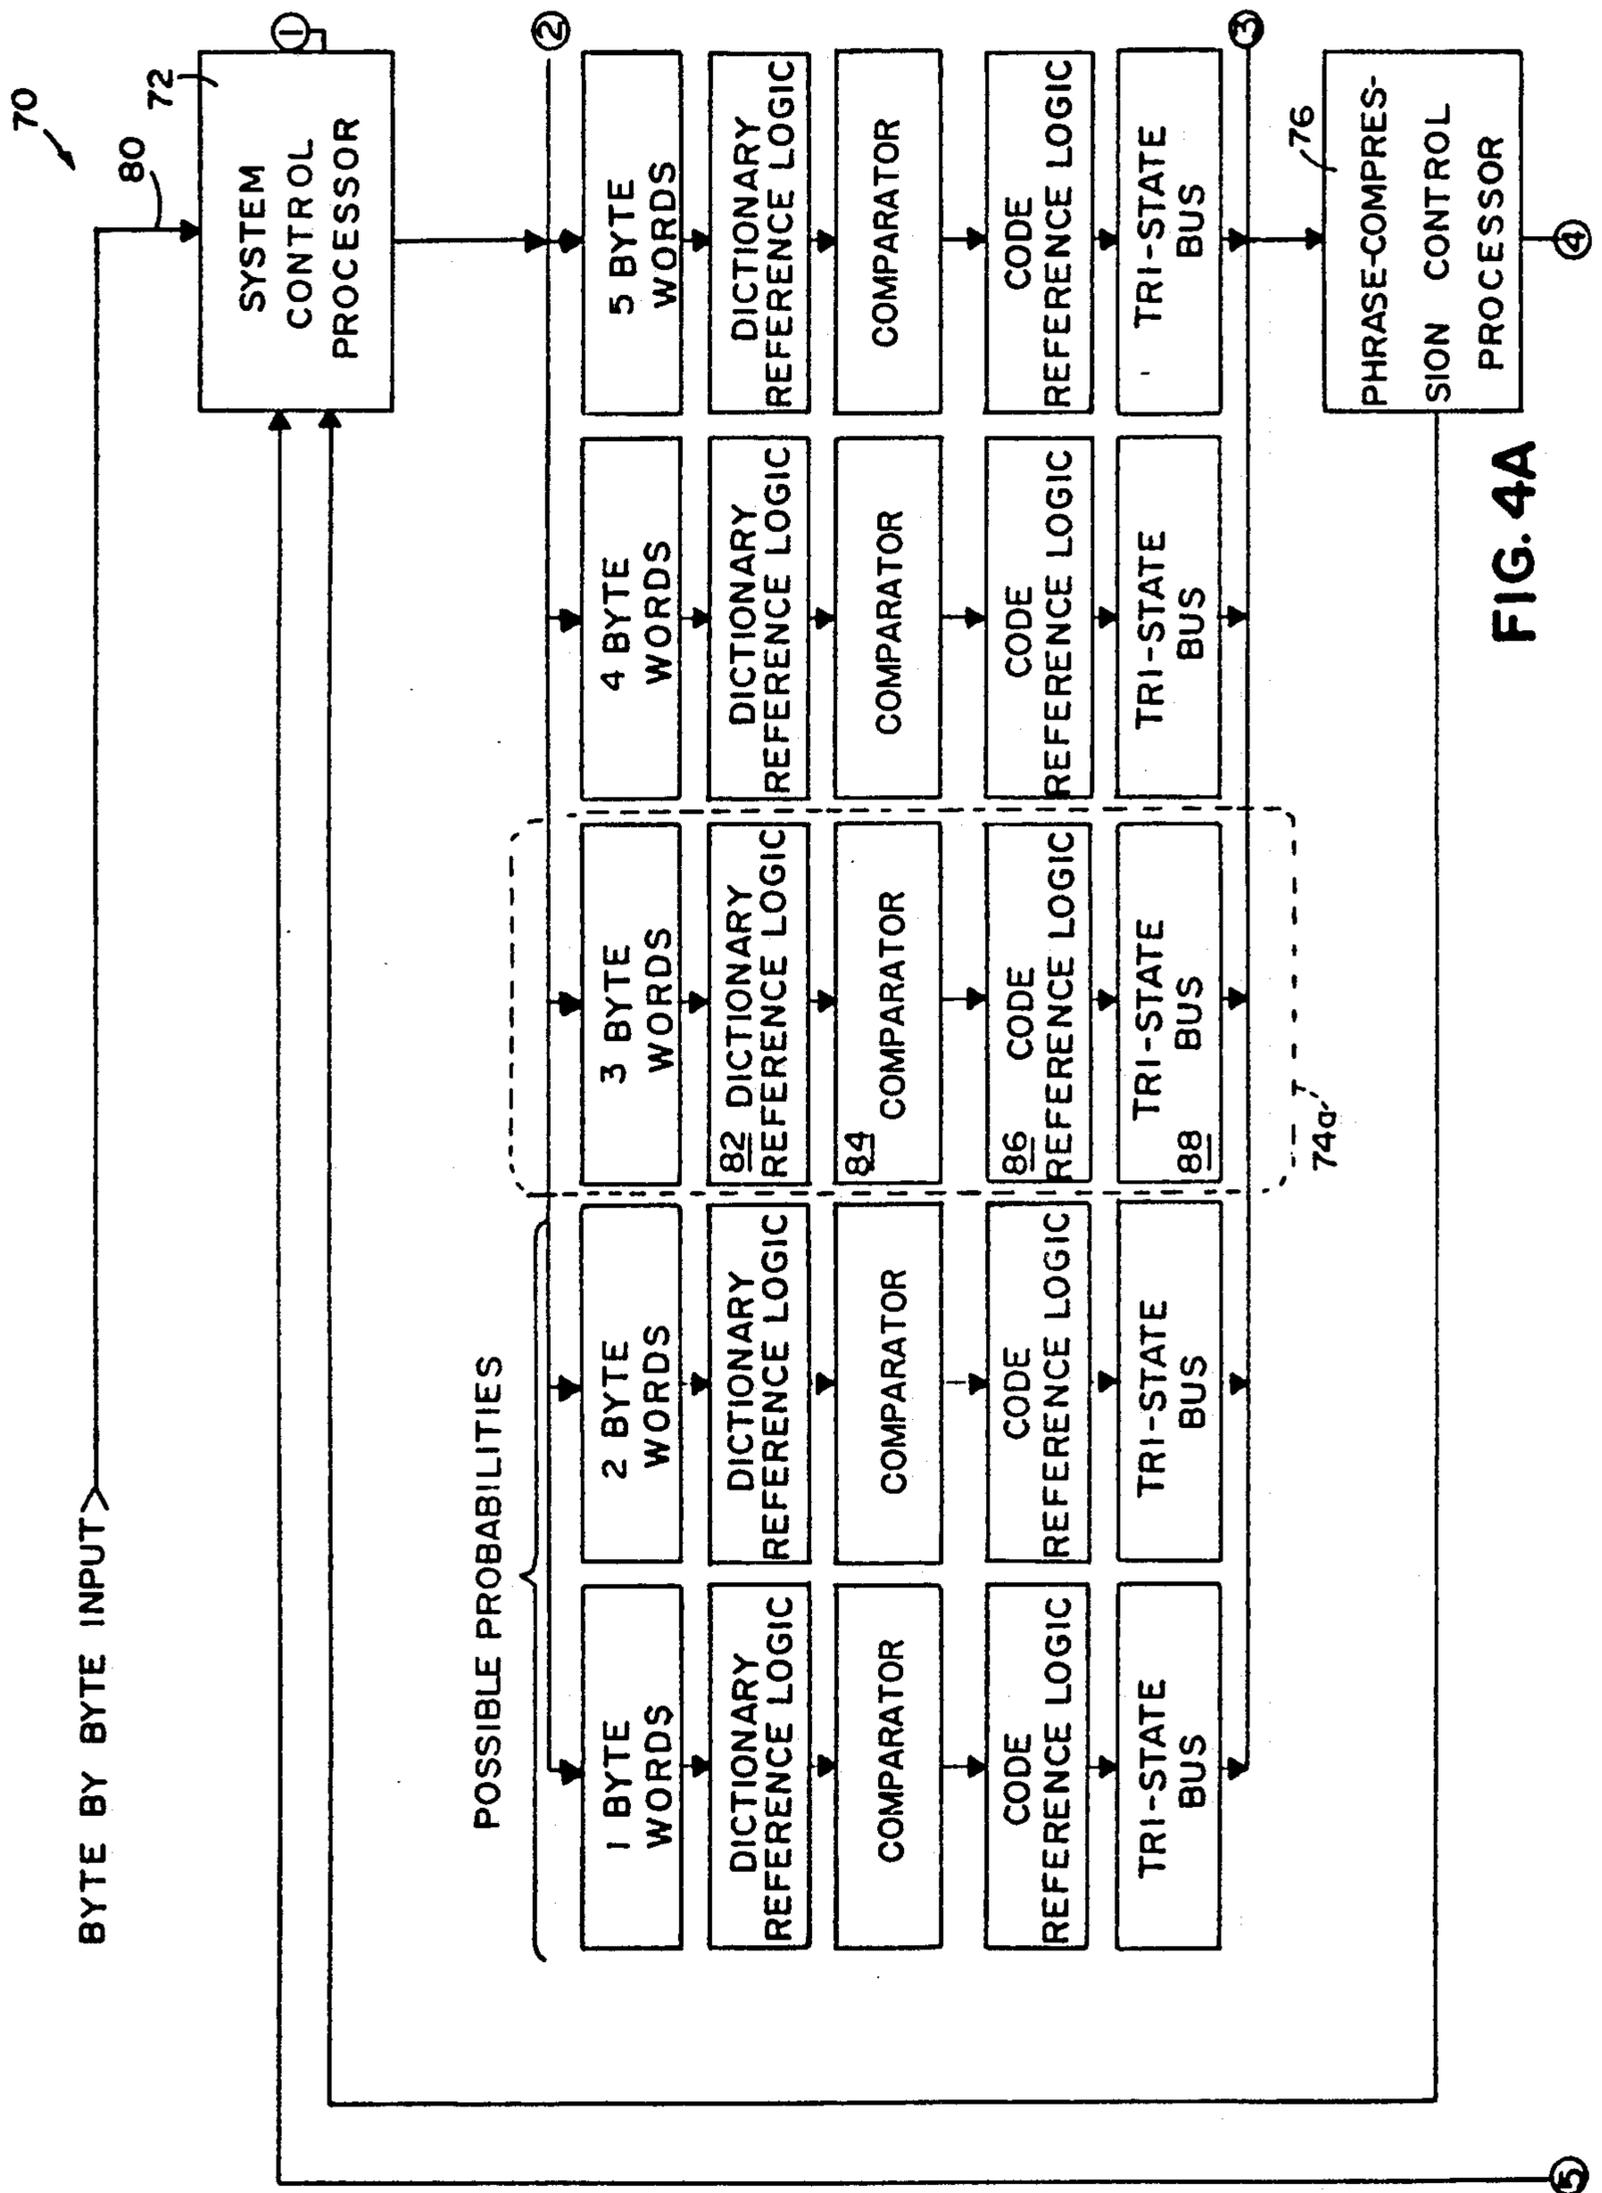 70
BYTE BY BYTE INPUT
80
72
SYSTEM
CONTROL
PROCESSOR
1
2
POSSIBLE PROBABILITIES
1 BYTE
WORDS
DICTIONARY
REFERENCE LOGIC
COMPARATOR
CODE
REFERENCE LOGIC
TRI-STATE
BUS
2 BYTE
WORDS
DICTIONARY
REFERENCE LOGIC
COMPARATOR
CODE
REFERENCE LOGIC
TRI-STATE
BUS
3 BYTE
WORDS
82 DICTIONARY
REFERENCE LOGIC
84
COMPARATOR
86 CODE
REFERENCE LOGIC
TRI-STATE
88 BUS
74a
4 BYTE
WORDS
DICTIONARY
REFERENCE LOGIC
COMPARATOR
CODE
REFERENCE LOGIC
TRI-STATE
BUS
5 BYTE
WORDS
DICTIONARY
REFERENCE LOGIC
COMPARATOR
CODE
REFERENCE LOGIC
TRI-STATE
BUS
3
76
PHRASE-COMPRES-
SION CONTROL
PROCESSOR
4
5
FIG. 4A